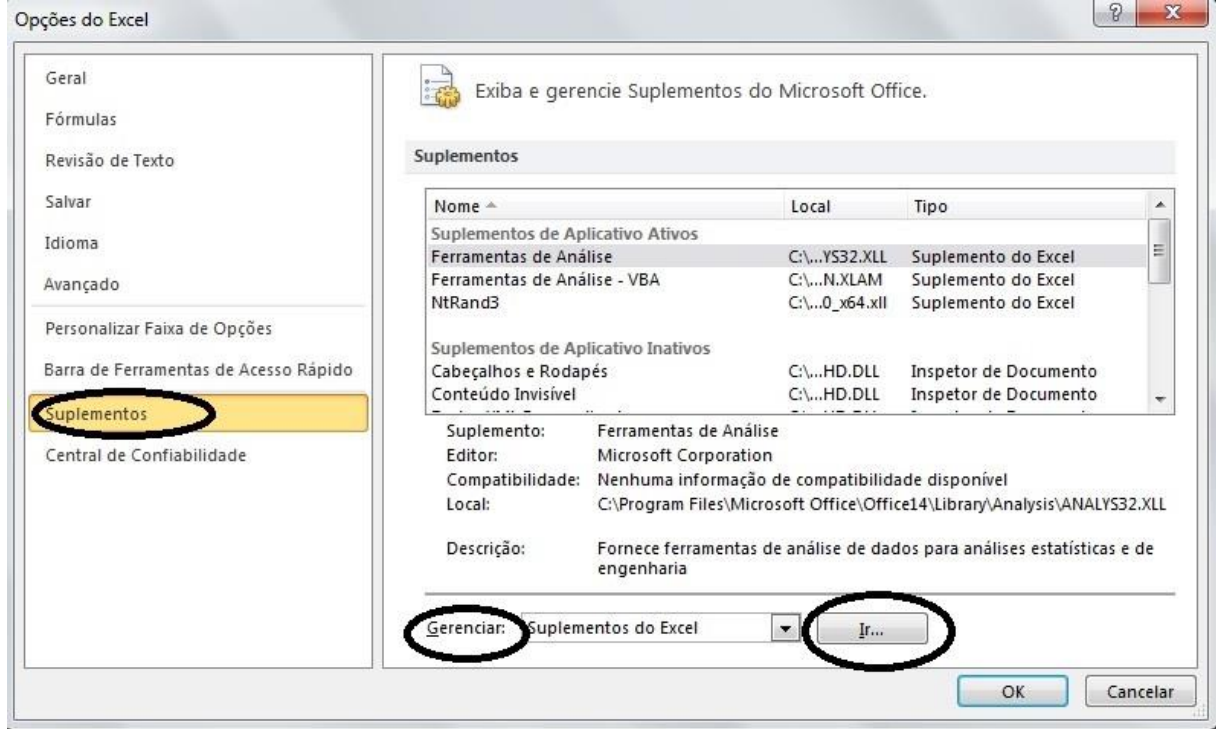 Opções do Excel
Geral
Fórmulas
Revisão de Texto
Salvar
Idioma
Avançado
Personalizar Faixa de Opções
Barra de Ferramentas de Acesso Rápido
Suplementos
Central de Confiabilidade
Exiba e gerencie Suplementos do Microsoft Office.
Suplementos
Nome Local Tipo
Suplementos de Aplicativo Ativos
Ferramentas de Análise C:\...YS32.XLL Suplemento do Excel
Ferramentas de Análise - VBA C:\...N.XLAM Suplemento do Excel
NtRand3 C:\...0_x64.xll Suplemento do Excel
Suplementos de Aplicativo Inativos
Cabeçalhos e Rodapés C:\...HD.DLL Inspetor de Documento
Conteúdo Invisível C:\...HD.DLL Inspetor de Documento
Suplemento: Ferramentas de Análise
Editor: Microsoft Corporation
Compatibilidade: Nenhuma informação de compatibilidade disponível
Local: C:\Program Files\Microsoft Office\Office14\Library\Analysis\ANALYS32.XLL
Descrição: Fornece ferramentas de análise de dados para análises estatísticas e de
engenharia
Gerenciar: Suplementos do Excel Ir...
OK Cancelar